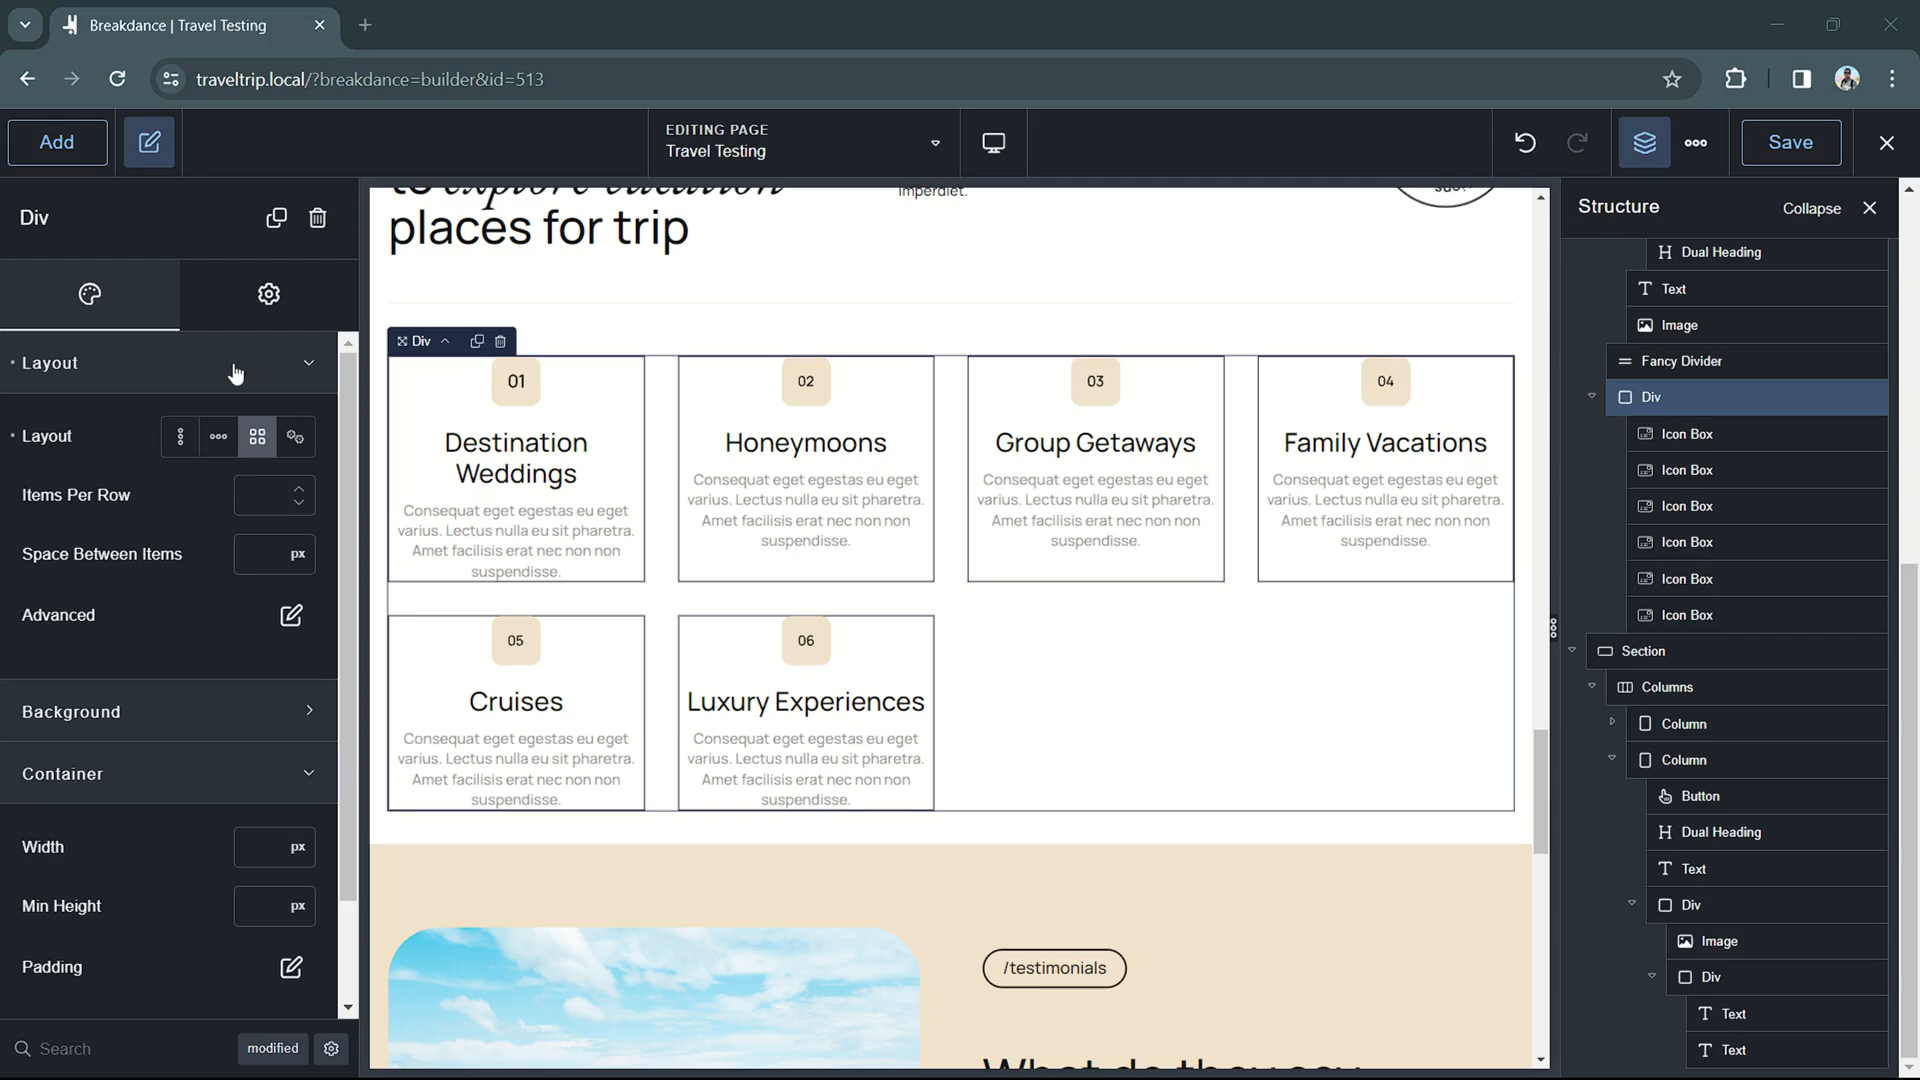 Breakdance | Travel Testing
traveltrip.local/?breakdance=builder&id=513
Add
EDITING PAGE
Travel Testing
Save
Div
Layout
Layout
Items Per Row
Space Between Items
px
Advanced
Background
Container
Width
px
Min Height
px
Padding
Search
modified
to explore vacation
places for trip
imperdiet.
Div
01
Destination
Weddings
Consequat eget egestas eu eget
varius. Lectus nulla eu sit pharetra.
Amet facilisis erat nec non non
suspendisse.
02
Honeymoons
Consequat eget egestas eu eget
varius. Lectus nulla eu sit pharetra.
Amet facilisis erat nec non non
suspendisse.
03
Group Getaways
Consequat eget egestas eu eget
varius. Lectus nulla eu sit pharetra.
Amet facilisis erat nec non non
suspendisse.
04
Family Vacations
Consequat eget egestas eu eget
varius. Lectus nulla eu sit pharetra.
Amet facilisis erat nec non non
suspendisse.
05
Cruises
Consequat eget egestas eu eget
varius. Lectus nulla eu sit pharetra.
Amet facilisis erat nec non non
suspendisse.
06
Luxury Experiences
Consequat eget egestas eu eget
varius. Lectus nulla eu sit pharetra.
Amet facilisis erat nec non non
suspendisse.
/testimonials
What do they say
Structure
Collapse
Dual Heading
Text
Image
Fancy Divider
Div
Icon Box
Icon Box
Icon Box
Icon Box
Icon Box
Icon Box
Section
Columns
Column
Column
Button
Dual Heading
Text
Div
Image
Div
Text
Text